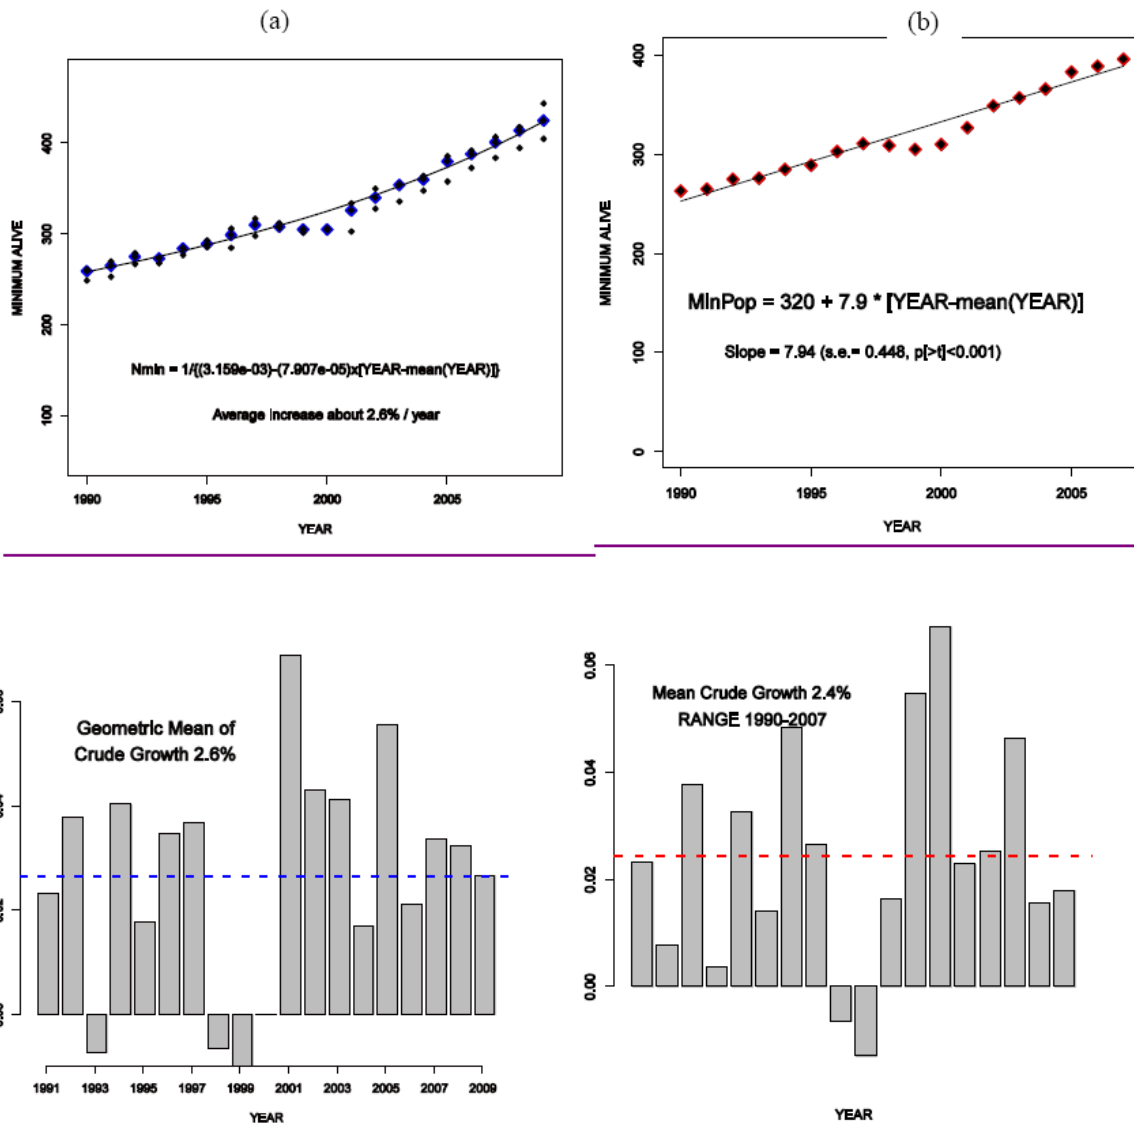 (a)
MINIMUM ALIVE
400
300
200
100
Nmin = 1/{(3.159e-03)-(7.907e-05)x[YEAR-mean(YEAR)]}
Average Increase about 2.6% / year
1990
1995
2000
2005
YEAR
(b)
MINIMUM ALIVE
400
300
200
100
0
MinPop = 320 + 7.9 * [YEAR-mean(YEAR)]
Slope = 7.94 (s.e.= 0.448, p[>t]<0.001)
1990
1995
2000
2005
YEAR
Geometric Mean of
Crude Growth 2.6%
1991
1993
1995
1997
1999
2001
2003
2005
2007
2009
YEAR
0.06
0.04
0.02
0.00
Mean Crude Growth 2.4%
RANGE 1990-2007
YEAR